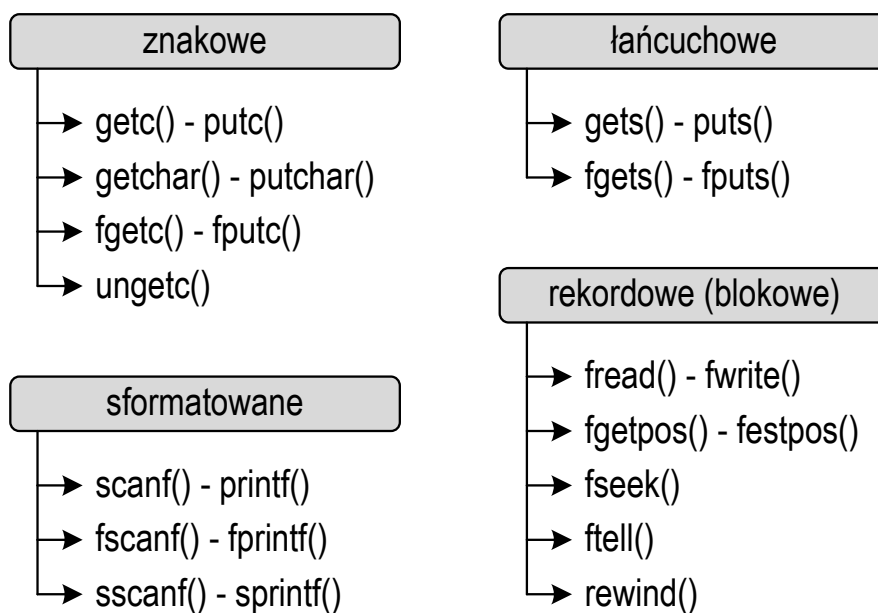 znakowe
getc() - putc()
getchar() - putchar()
fgetc() - fputc()
ungetc()
sformatowane
scanf() - printf()
fscanf() - fprintf()
sscanf() - sprintf()
łańcuchowe
gets() - puts()
fgets() - fputs()
rekordowe (blokowe)
fread() - fwrite()
fgetpos() - festpos()
fseek()
ftell()
rewind()